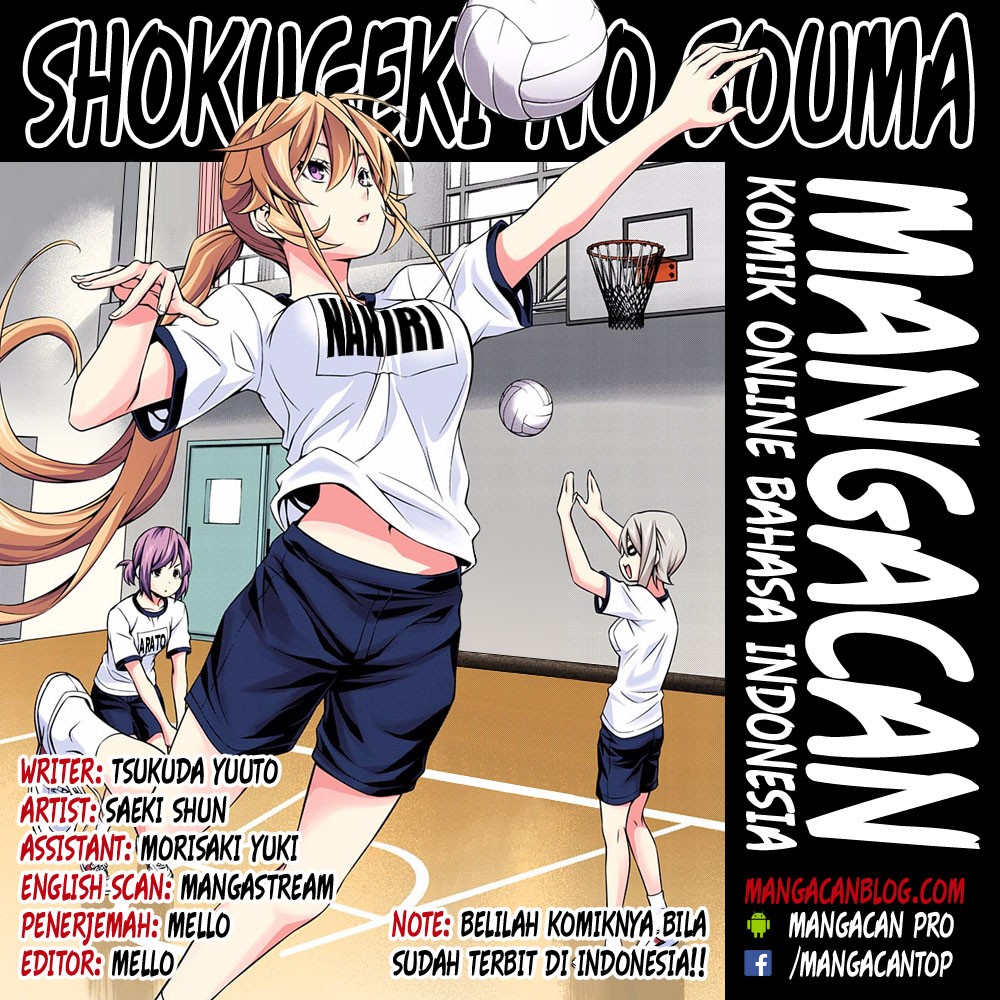 SHOKUGEKI NO SOUMA
NAKIRI
ARATO
MANGACAN
KOMIK ONLINE BAHASA INDONESIA
WRITER: TSUKUDA YUUTO
ARTIST: SAEKI SHUN
ASSISTANT: MORISAKI YUKI
ENGLISH SCAN: MANGASTREAM
PENERJEMAH: MELLO
EDITOR: MELLO
NOTE: BELILAH KOMIKNYA BILA
SUDAH TERBIT DI INDONESIA!!
MANGACANBLOG.COM
MANGACAN PRO
/MANGACANTOP